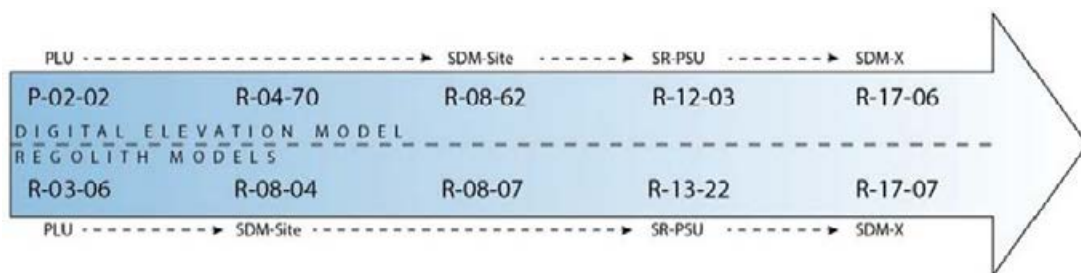 PLU SDM-Site SR-PSU SDM-X
P-02-02 R-04-70 R-08-62 R-12-03 R-17-06
DIGITAL ELEVATION MODEL
REGOLITH MODELS
R-03-06 R-08-04 R-08-07 R-13-22 R-17-07
PLU SDM-Site SR-PSU SDM-X